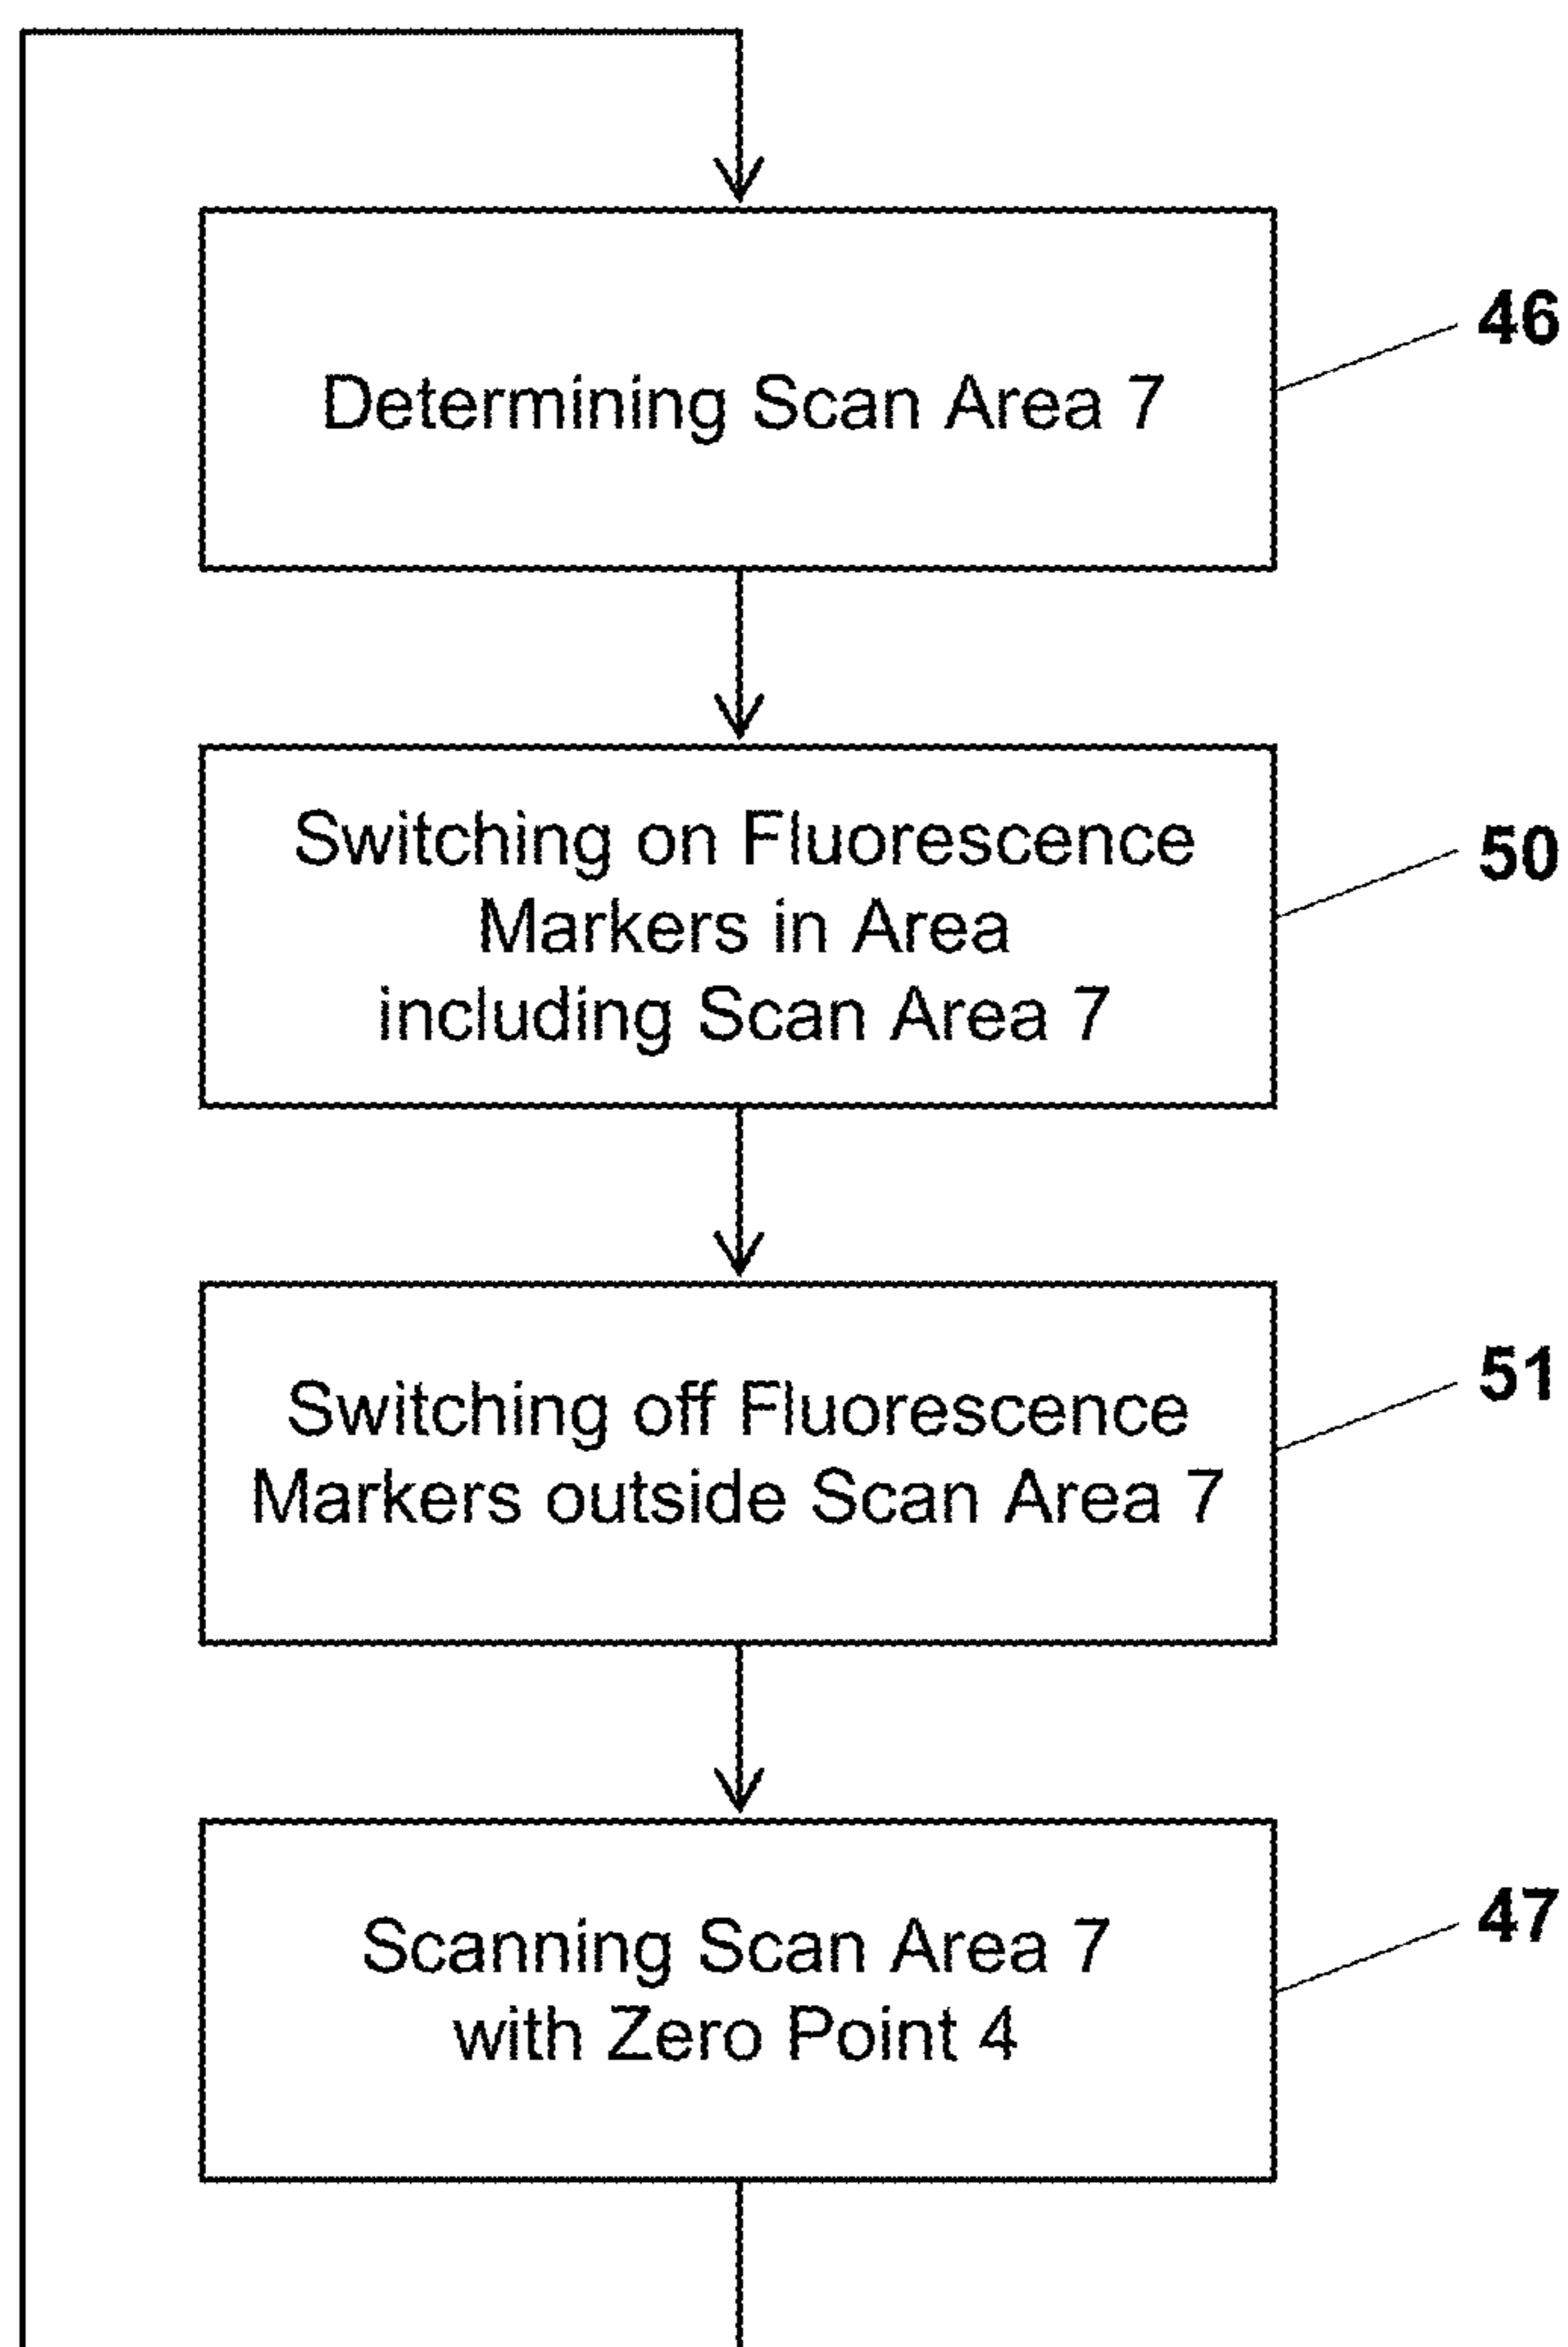 Determining Scan Area 7
46
Switching on Fluorescence
Markers in Area
including Scan Area 7
50
Switching off Fluorescence
Markers outside Scan Area 7
51
Scanning Scan Area 7
with Zero Point 4
47